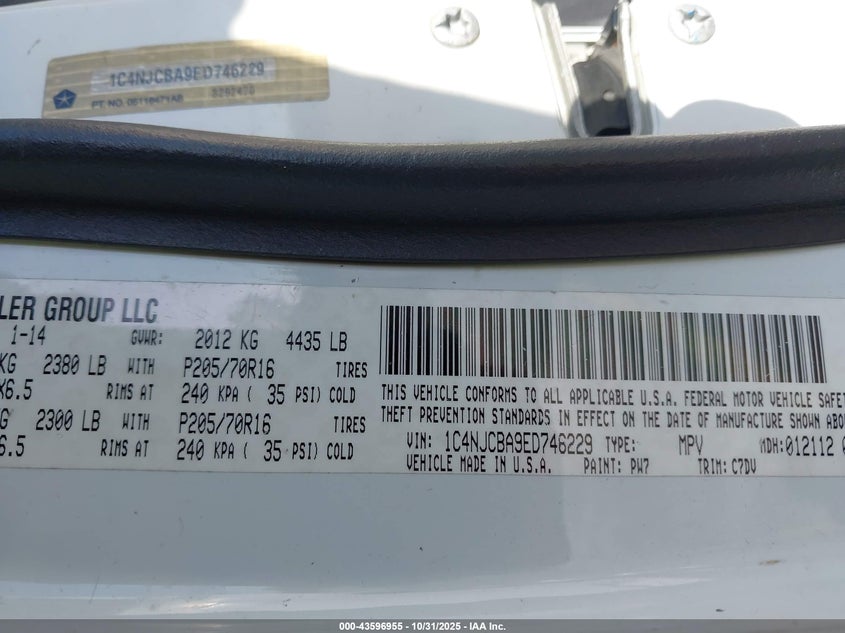 1C4NJCBA9ED746229
PT. NO. 05116471AB
LER GROUP LLC
1-14 GVWR: 2012 KG 4435 LB
KG 2380 LB WITH P205/70R16 TIRES
X6.5 RIMS AT 240 KPA ( 35 PSI) COLD
G 2300 LB WITH P205/70R16 TIRES
6.5 RIMS AT 240 KPA ( 35 PSI) COLD
THIS VEHICLE CONFORMS TO ALL APPLICABLE U.S.A. FEDERAL MOTOR VEHICLE SAFET
THEFT PREVENTION STANDARDS IN EFFECT ON THE DATE OF MANUFACTURE SHOWN ABO
VIN: 1C4NJCBA9ED746229 TYPE: MPV MDH:012112
VEHICLE MADE IN U.S.A. PAINT: PW7 TRIM: C7DV
000-43596955 - 10/31/2025 - IAA Inc.